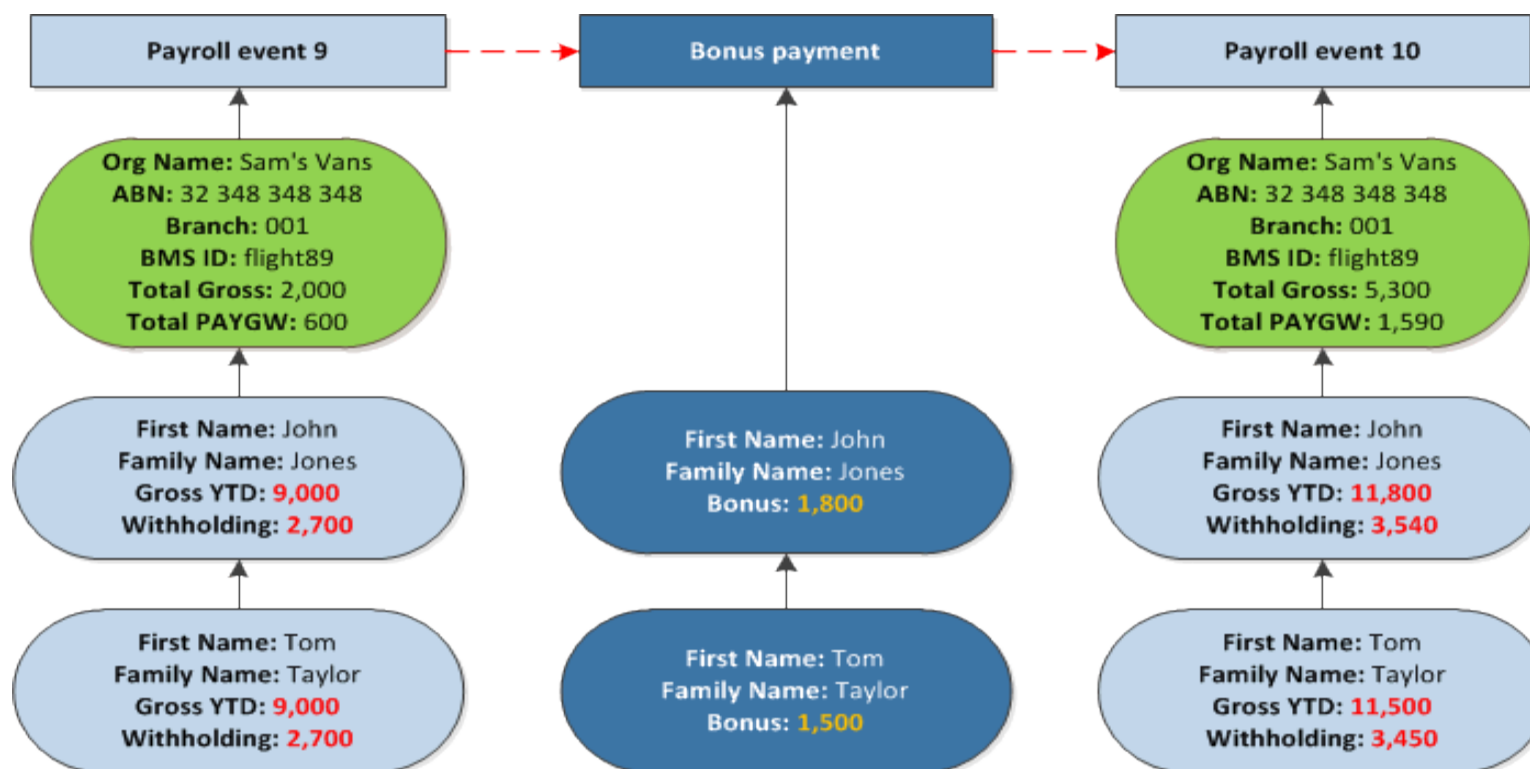 Payroll event 9
Bonus payment
Payroll event 10
Org Name: Sam's Vans
ABN: 32 348 348 348
Branch: 001
BMS ID: flight89
Total Gross: 2,000
Total PAYGW: 600
Org Name: Sam's Vans
ABN: 32 348 348 348
Branch: 001
BMS ID: flight89
Total Gross: 5,300
Total PAYGW: 1,590
First Name: John
Family Name: Jones
Gross YTD: 9,000
Withholding: 2,700
First Name: John
Family Name: Jones
Bonus: 1,800
First Name: John
Family Name: Jones
Gross YTD: 11,800
Withholding: 3,540
First Name: Tom
Family Name: Taylor
Gross YTD: 9,000
Withholding: 2,700
First Name: Tom
Family Name: Taylor
Bonus: 1,500
First Name: Tom
Family Name: Taylor
Gross YTD: 11,500
Withholding: 3,450